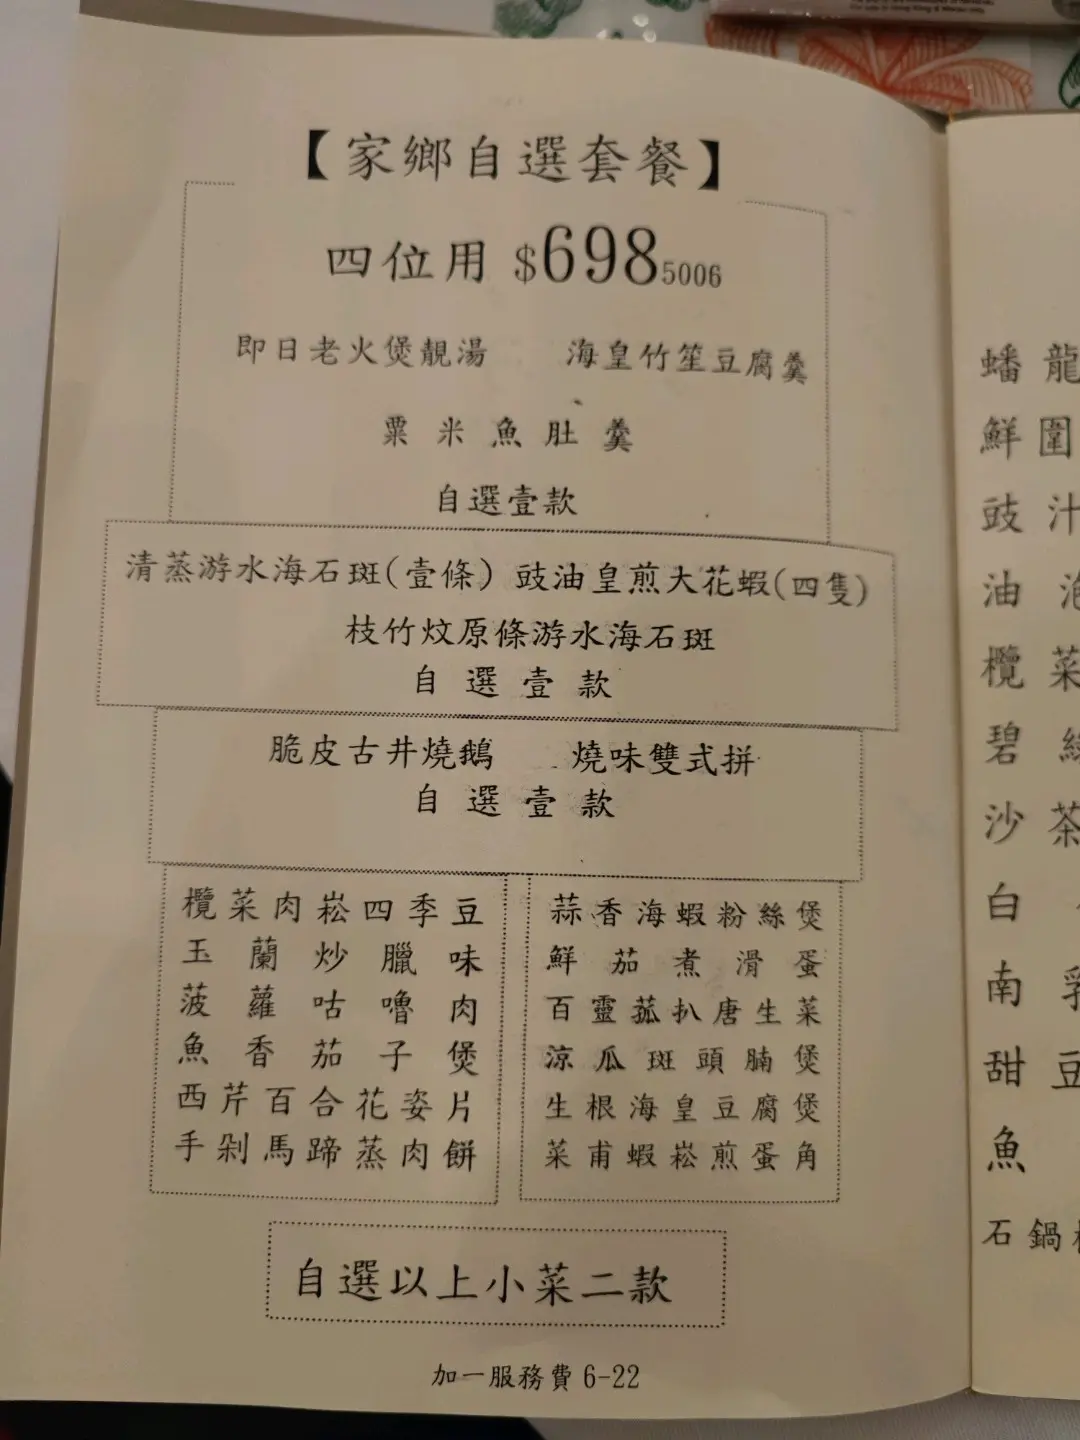 【家鄉自選套餐】
四位用 $698 5006
即日老火煲靚湯 海皇竹笙豆腐羹
粟米魚肚羹
自選壹款
清蒸游水海石斑(壹條) 豉油皇煎大花蝦(四隻)
枝竹炆原條游水海石斑
自選壹款
脆皮古井燒鵝 燒味雙式拼
自選壹款
欖菜肉崧四季豆
玉蘭炒臘味
菠蘿咕嚕肉
魚香茄子煲
西芹百合花姿片
手剁馬蹄蒸肉餅
蒜香海蝦粉絲煲
鮮茄煮滑蛋
百靈菰扒唐生菜
涼瓜斑頭腩煲
生根海皇豆腐煲
菜甫蝦崧煎蛋角
自選以上小菜二款
加一服務費 6-22
蟠龍
鮮圍
豉汁
油
欖菜
碧
沙茶
白
南乳
甜豆
魚
石鍋